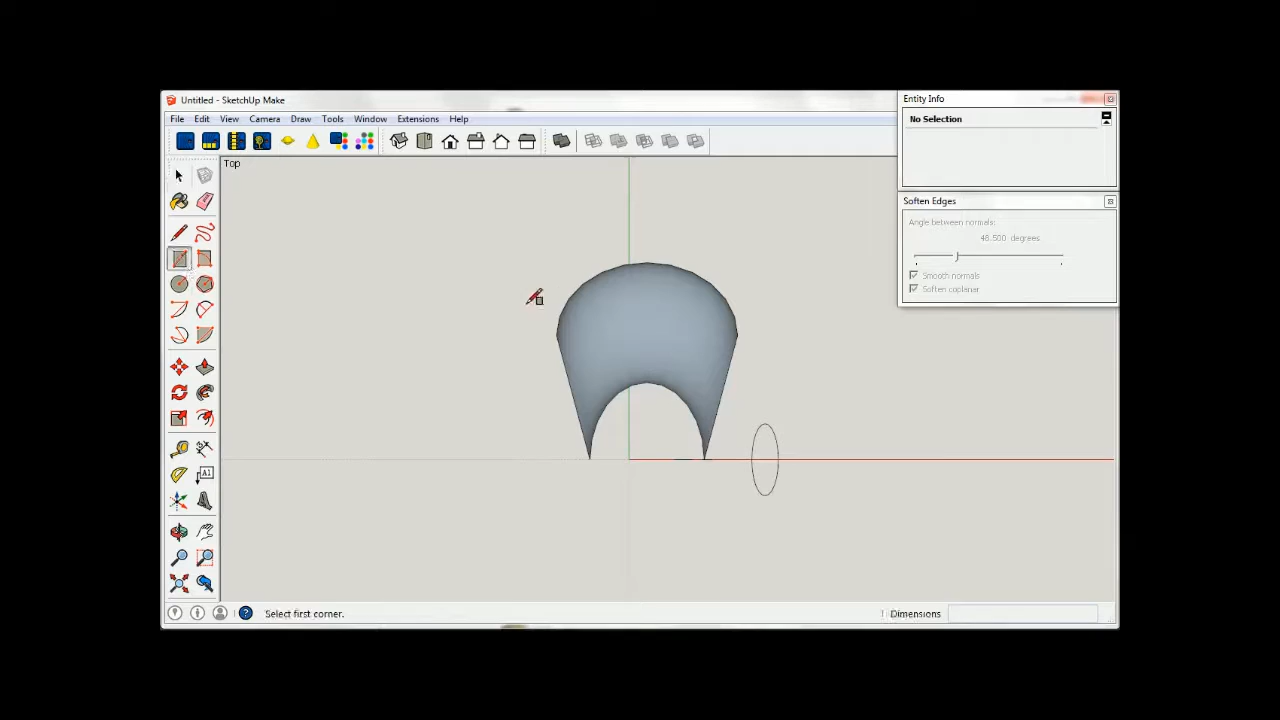 Untitled - SketchUp Make
File Edit View Camera Draw Tools Window Extensions Help
Top
Entity Info
No Selection
Soften Edges
Angle between normals:
48.500 degrees
Smooth normals
Soften coplanar
A1
Select first corner.
Dimensions